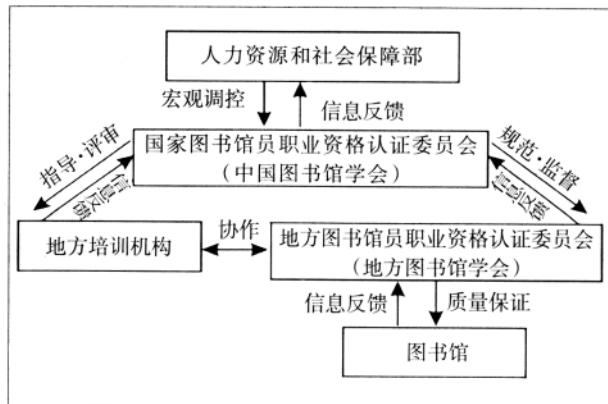 人力资源和社会保障部
宏观调控
信息反馈
国家图书馆员职业资格认证委员会
（中国图书馆学会）
指导·评审
信息反馈
规范·监督
信息反馈
地方培训机构
协作
地方图书馆员职业资格认证委员会
（地方图书馆学会）
信息反馈
质量保证
图书馆